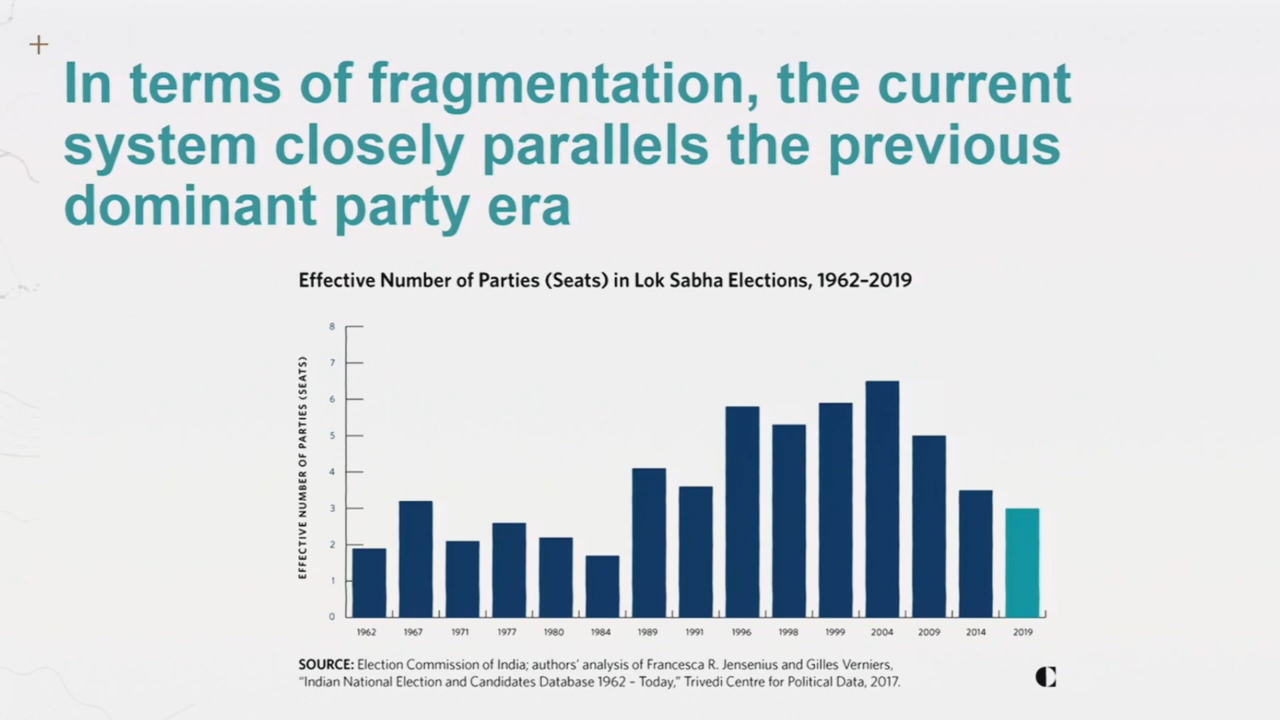 In terms of fragmentation, the current
system closely parallels the previous
dominant party era
Effective Number of Parties (Seats) in Lok Sabha Elections, 1962–2019
EFFECTIVE NUMBER OF PARTIES (SEATS)
8
7
6
5
4
3
2
1
0
1962 1967 1971 1977 1980 1984 1989 1991 1996 1998 1999 2004 2009 2014 2019
SOURCE: Election Commission of India; authors' analysis of Francesca R. Jensenius and Gilles Verniers,
"Indian National Election and Candidates Database 1962 – Today," Trivedi Centre for Political Data, 2017.